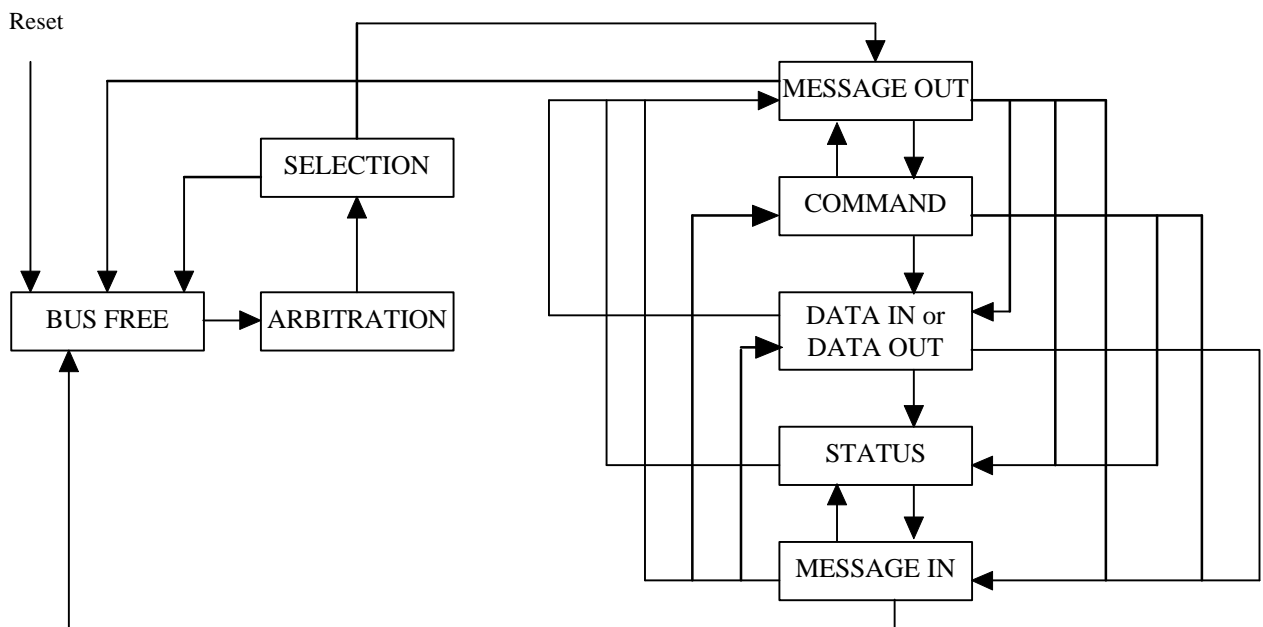 Reset
MESSAGE OUT
SELECTION
COMMAND
BUS FREE
ARBITRATION
DATA IN or
DATA OUT
STATUS
MESSAGE IN